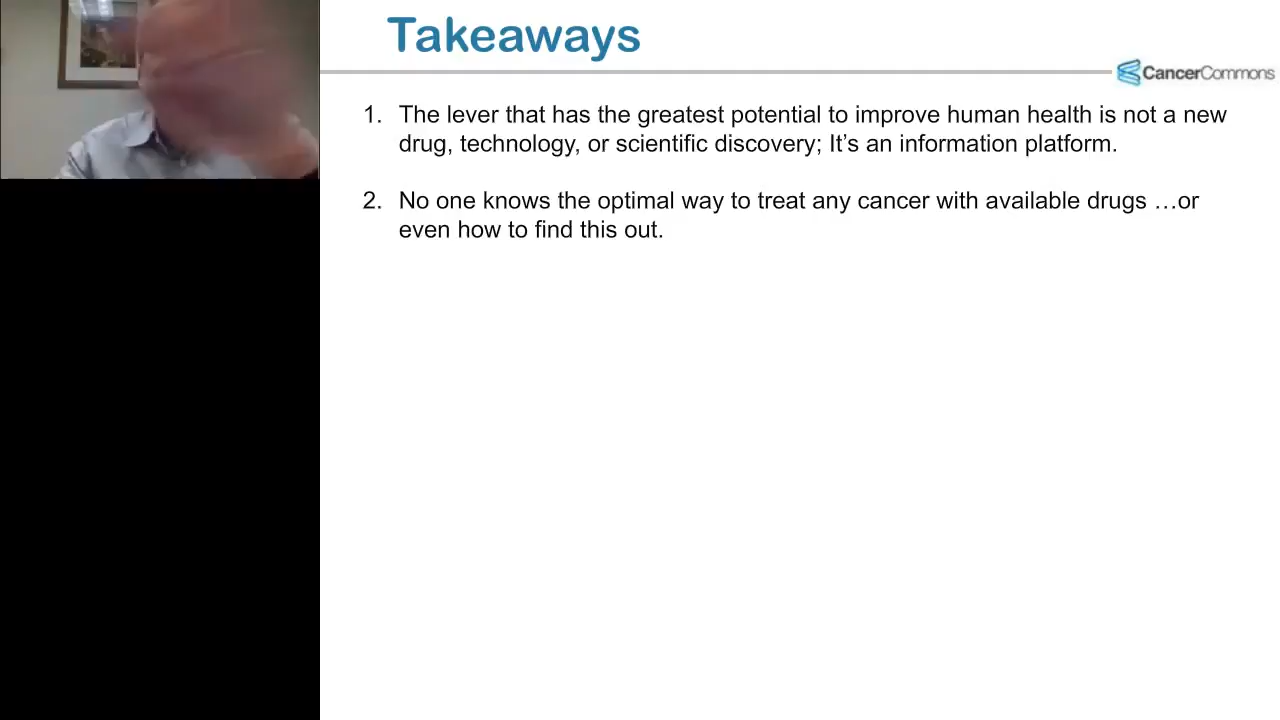 Takeaways
CancerCommons
1. The lever that has the greatest potential to improve human health is not a new
drug, technology, or scientific discovery; It’s an information platform.
2. No one knows the optimal way to treat any cancer with available drugs …or
even how to find this out.